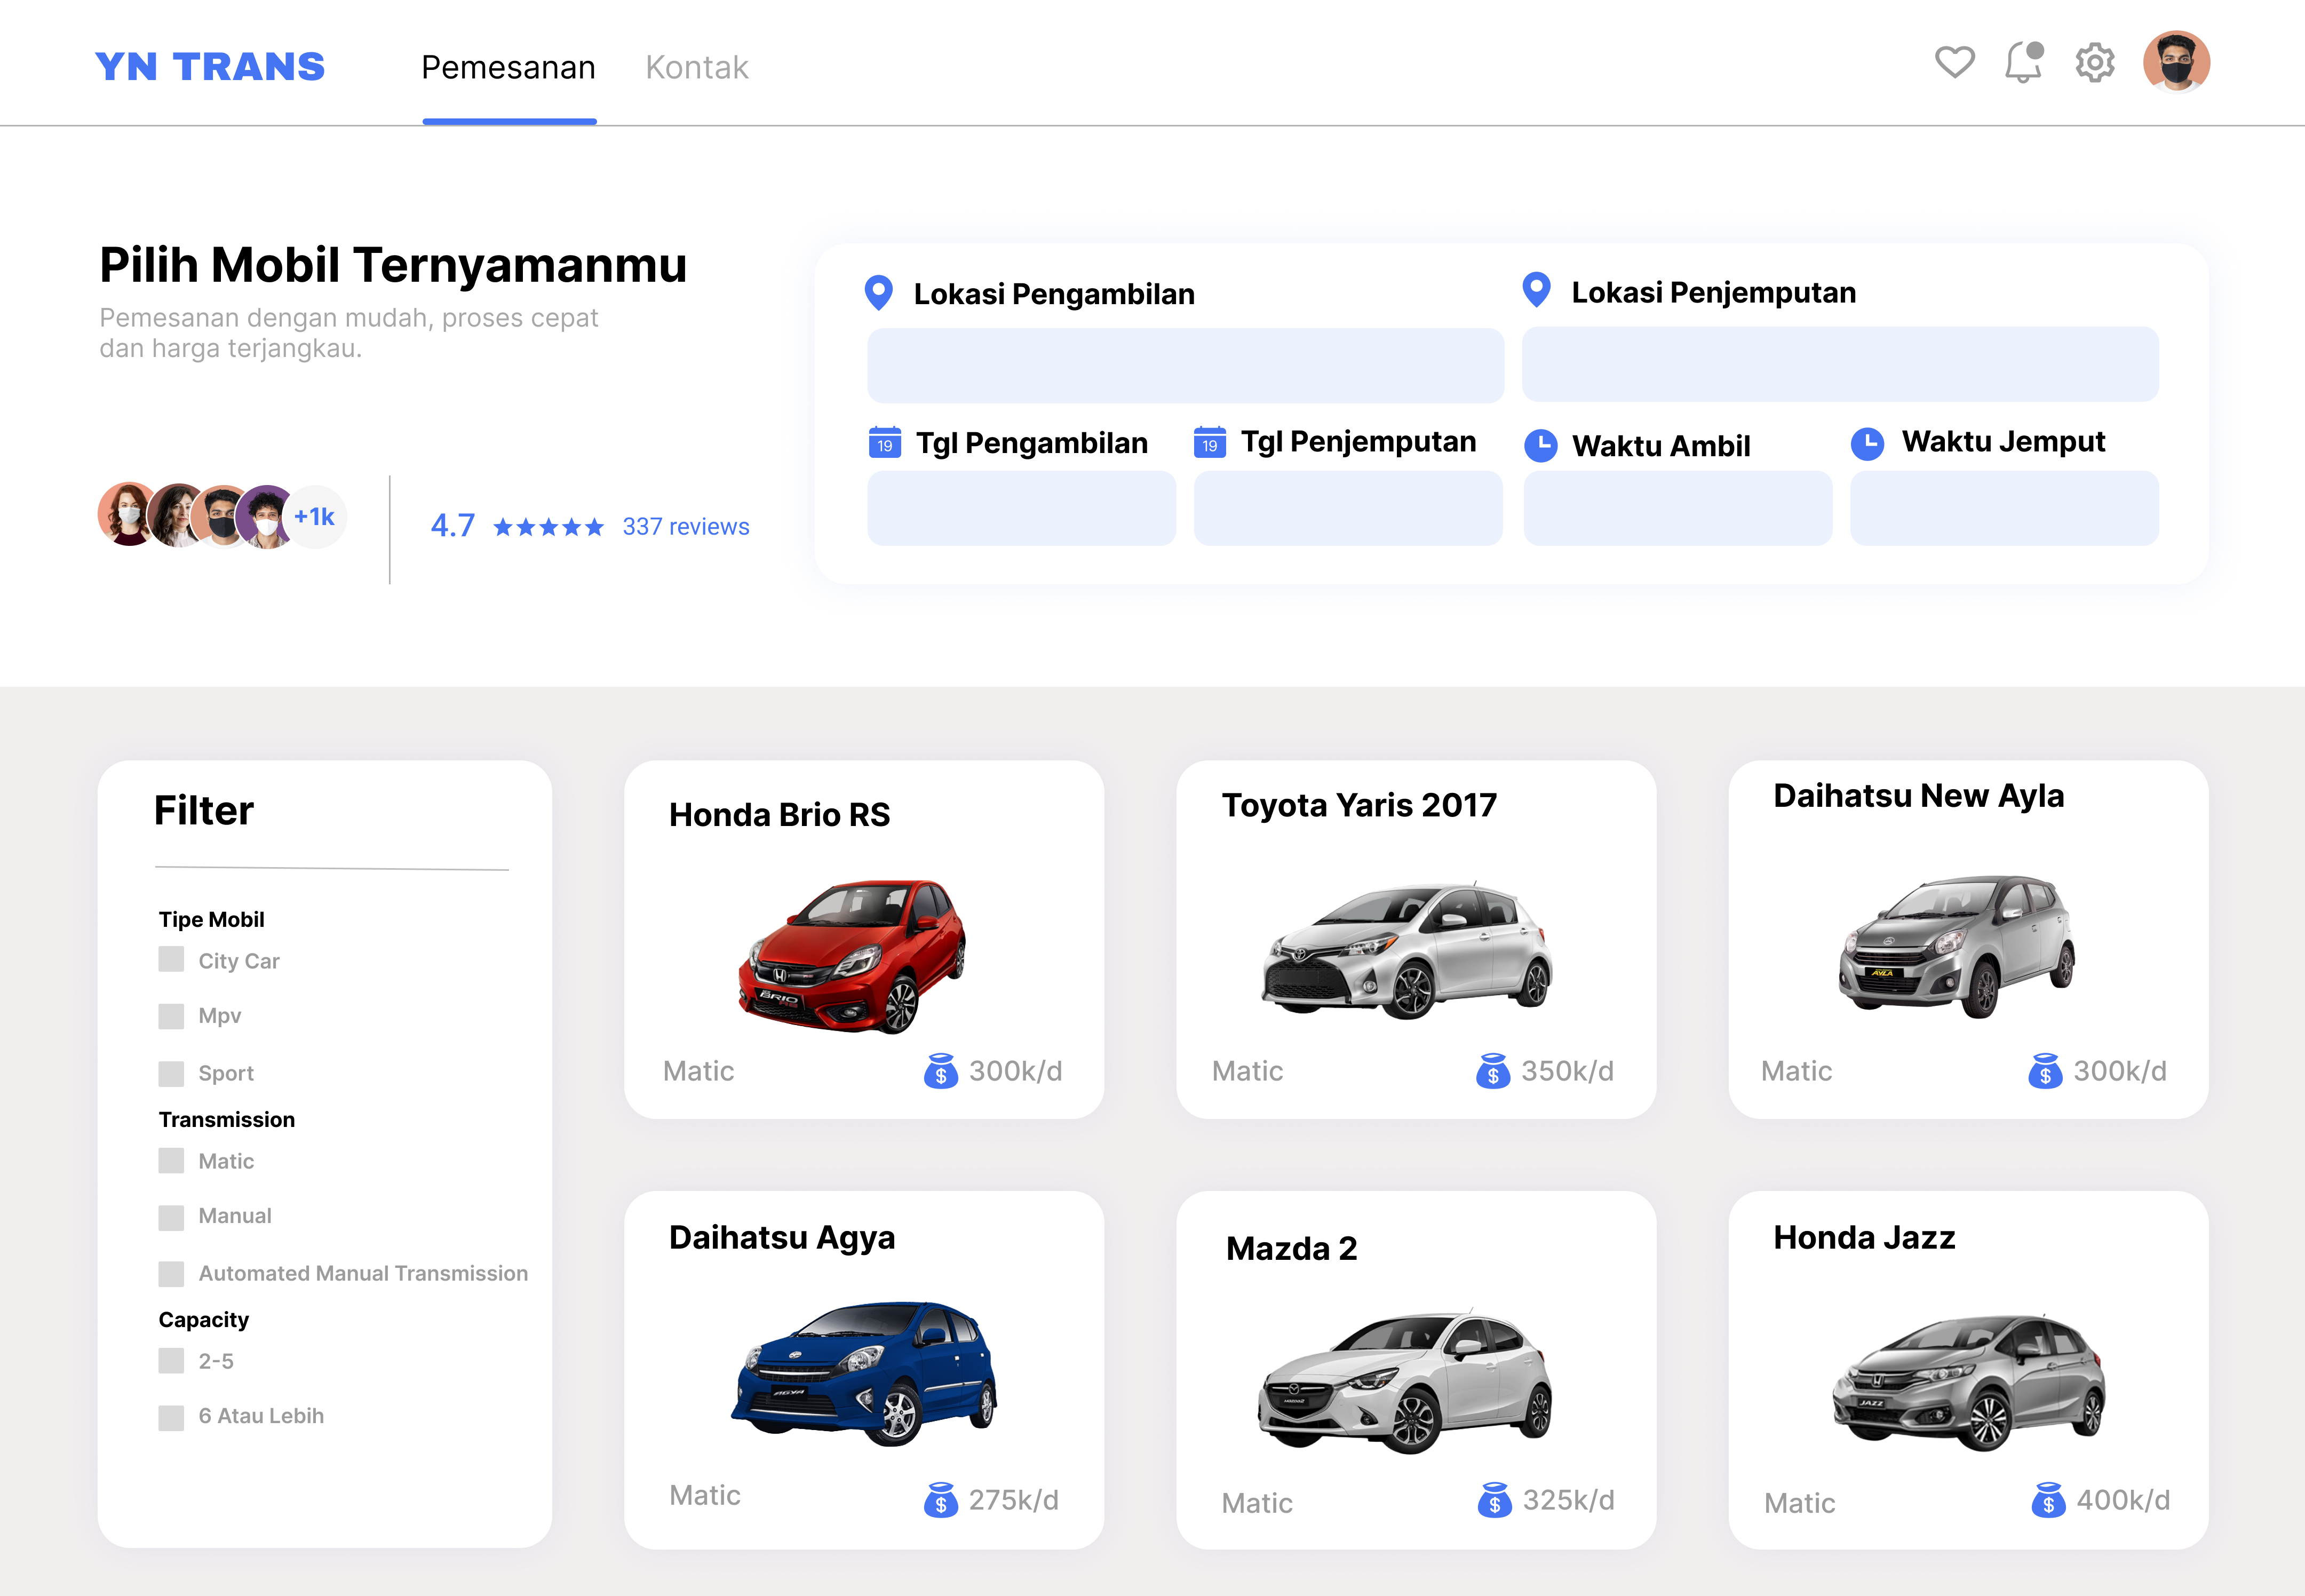 YN TRANS
Pemesanan
Kontak
Pilih Mobil Ternyamanmu
Pemesanan dengan mudah, proses cepat
dan harga terjangkau.
+1k
4.7
337 reviews
Lokasi Pengambilan
Lokasi Penjemputan
19
Tgl Pengambilan
19
Tgl Penjemputan
Waktu Ambil
Waktu Jemput
Filter
Tipe Mobil
City Car
Mpv
Sport
Transmission
Matic
Manual
Automated Manual Transmission
Capacity
2-5
6 Atau Lebih
Honda Brio RS
BRIO
Matic
$
300k/d
Toyota Yaris 2017
Matic
$
350k/d
Daihatsu New Ayla
AYLA
Matic
$
300k/d
Daihatsu Agya
AGYA
Matic
$
275k/d
Mazda 2
Matic
$
325k/d
Honda Jazz
JAZZ
Matic
$
400k/d